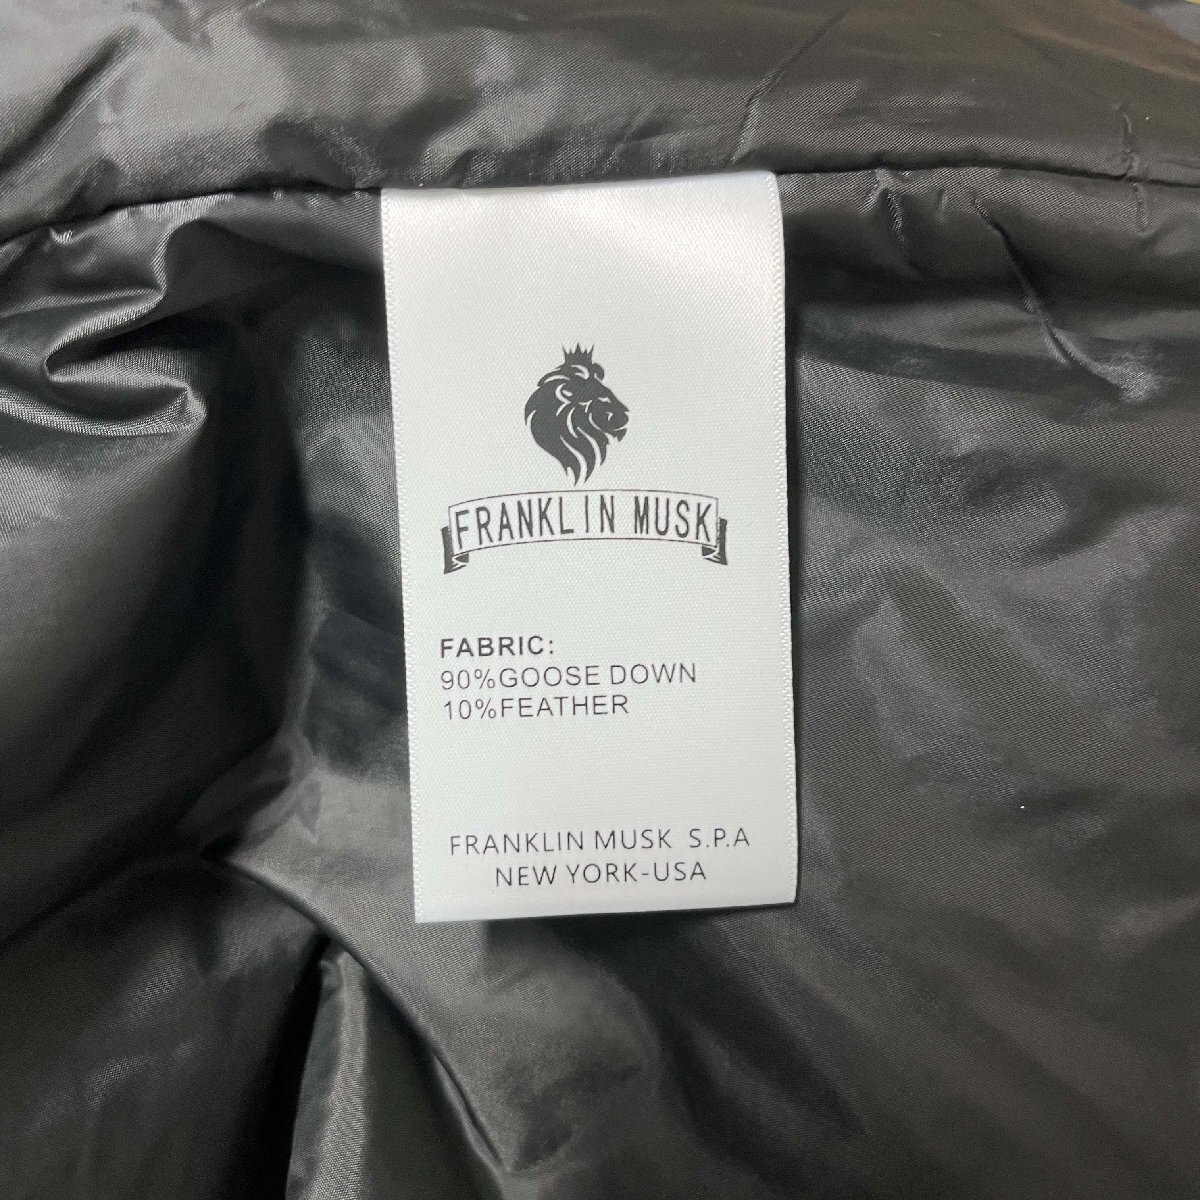 FRANKLIN MUSK
FABRIC:
90%GOOSE DOWN
10%FEATHER
FRANKLIN MUSK S.P.A
NEW YORK-USA